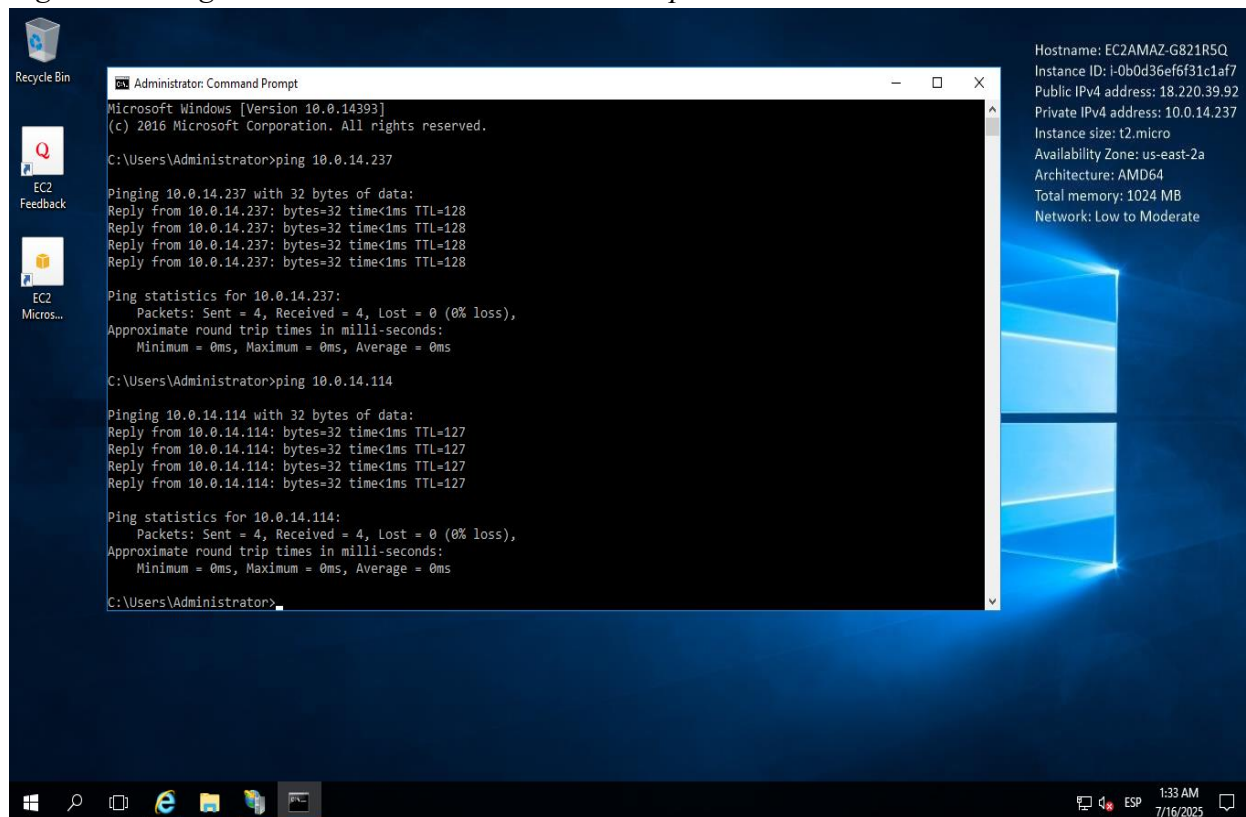 Recycle Bin
EC2
Feedback
EC2
Micros...
Administrator: Command Prompt
Microsoft Windows [Version 10.0.14393]
(c) 2016 Microsoft Corporation. All rights reserved.
C:\Users\Administrator>ping 10.0.14.237
Pinging 10.0.14.237 with 32 bytes of data:
Reply from 10.0.14.237: bytes=32 time<1ms TTL=128
Reply from 10.0.14.237: bytes=32 time<1ms TTL=128
Reply from 10.0.14.237: bytes=32 time<1ms TTL=128
Reply from 10.0.14.237: bytes=32 time<1ms TTL=128
Ping statistics for 10.0.14.237:
Packets: Sent = 4, Received = 4, Lost = 0 (0% loss),
Approximate round trip times in milli-seconds:
Minimum = 0ms, Maximum = 0ms, Average = 0ms
C:\Users\Administrator>ping 10.0.14.114
Pinging 10.0.14.114 with 32 bytes of data:
Reply from 10.0.14.114: bytes=32 time<1ms TTL=127
Reply from 10.0.14.114: bytes=32 time<1ms TTL=127
Reply from 10.0.14.114: bytes=32 time<1ms TTL=127
Reply from 10.0.14.114: bytes=32 time<1ms TTL=127
Ping statistics for 10.0.14.114:
Packets: Sent = 4, Received = 4, Lost = 0 (0% loss),
Approximate round trip times in milli-seconds:
Minimum = 0ms, Maximum = 0ms, Average = 0ms
C:\Users\Administrator>
Hostname: EC2AMAZ-G821R5Q
Instance ID: i-0b0d36ef6f31c1af7
Public IPv4 address: 18.220.39.92
Private IPv4 address: 10.0.14.237
Instance size: t2.micro
Availability Zone: us-east-2a
Architecture: AMD64
Total memory: 1024 MB
Network: Low to Moderate
ESP
1:33 AM
7/16/2025